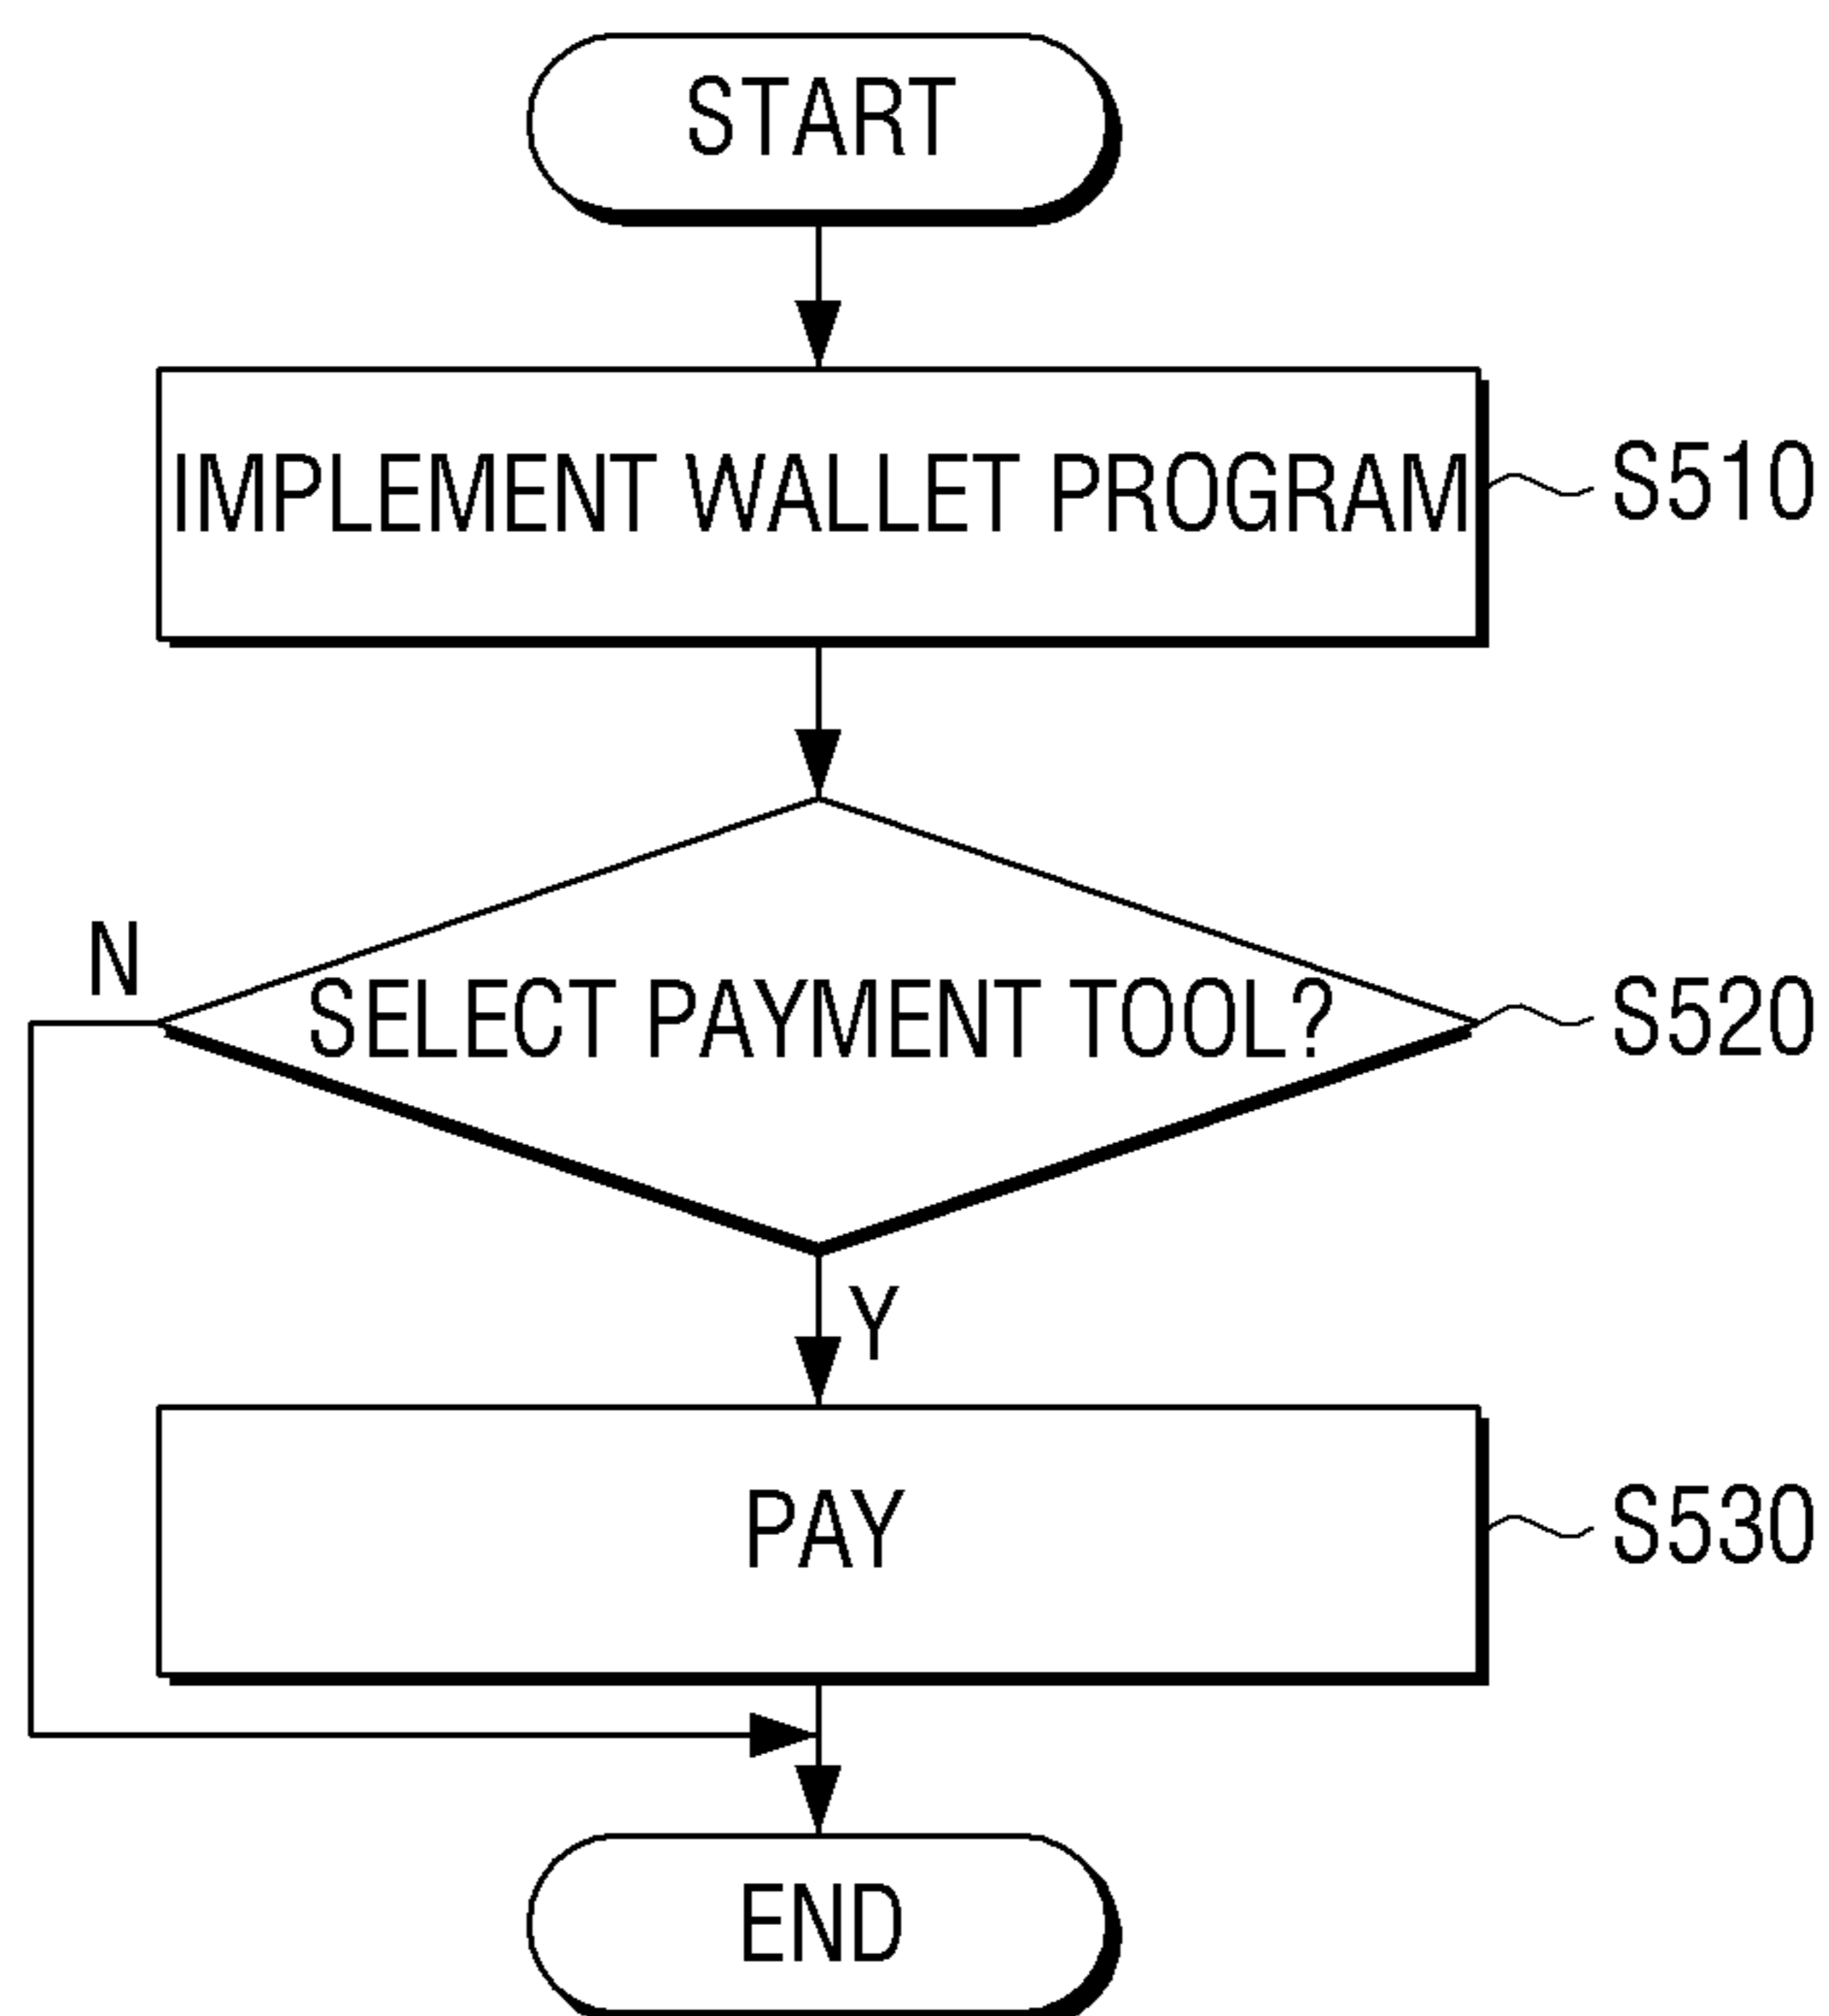 START
IMPLEMENT WALLET PROGRAM
S510
N
SELECT PAYMENT TOOL?
S520
Y
PAY
S530
END